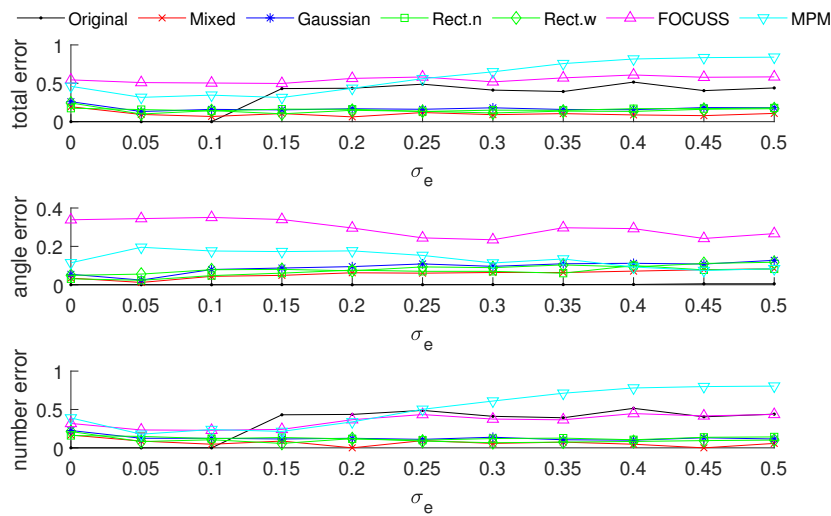 Original Mixed Gaussian Rect.n Rect.w FOCUSS MPM
total error
1
0.5
0
0 0.05 0.1 0.15 0.2 0.25 0.3 0.35 0.4 0.45 0.5
σe
angle error
0.4
0.2
0
0 0.05 0.1 0.15 0.2 0.25 0.3 0.35 0.4 0.45 0.5
σe
number error
1
0.5
0
0 0.05 0.1 0.15 0.2 0.25 0.3 0.35 0.4 0.45 0.5
σe